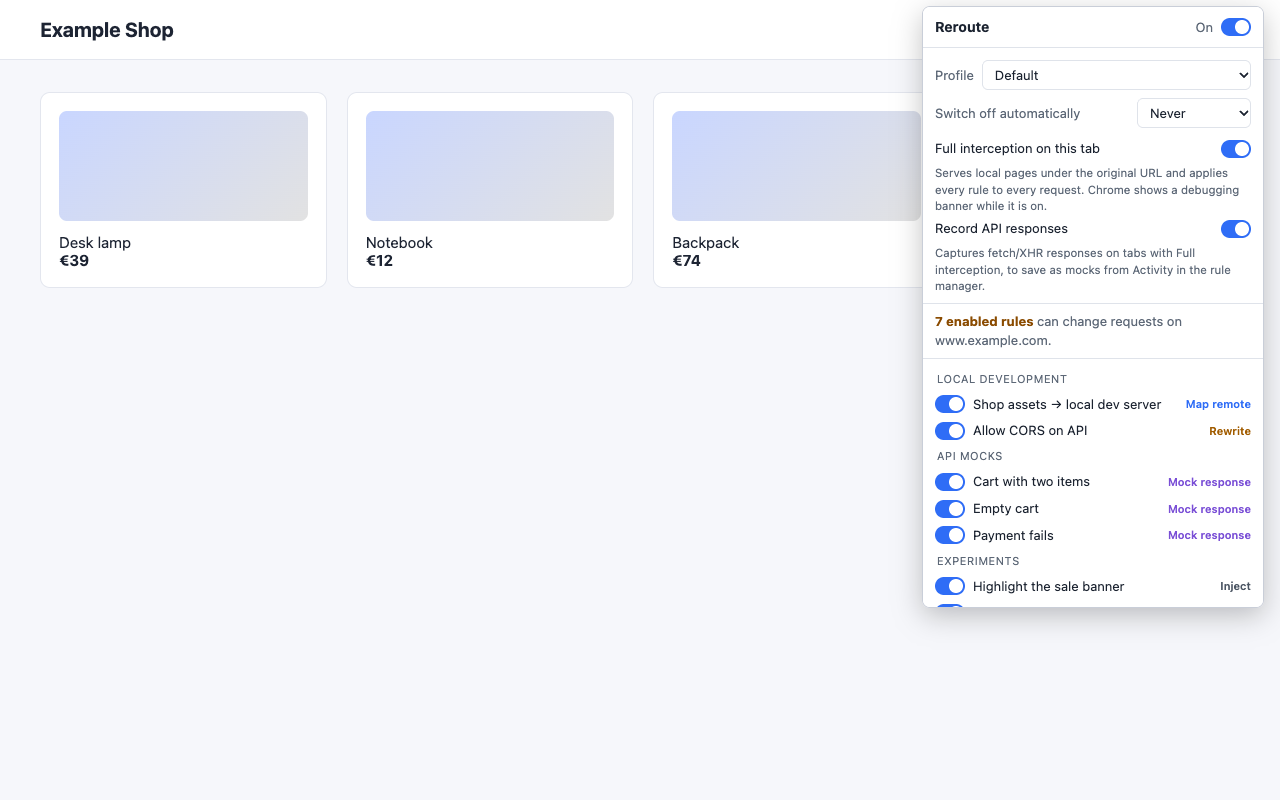 Example Shop
Desk lamp
€39
Notebook
€12
Backpack
€74
Reroute
On
Profile
Default
Switch off automatically
Never
Full interception on this tab
Serves local pages under the original URL and applies
every rule to every request. Chrome shows a debugging
banner while it is on.
Record API responses
Captures fetch/XHR responses on tabs with Full
interception, to save as mocks from Activity in the rule
manager.
7 enabled rules can change requests on
www.example.com.
LOCAL DEVELOPMENT
Shop assets → local dev server Map remote
Allow CORS on API Rewrite
API MOCKS
Cart with two items Mock response
Empty cart Mock response
Payment fails Mock response
EXPERIMENTS
Highlight the sale banner Inject